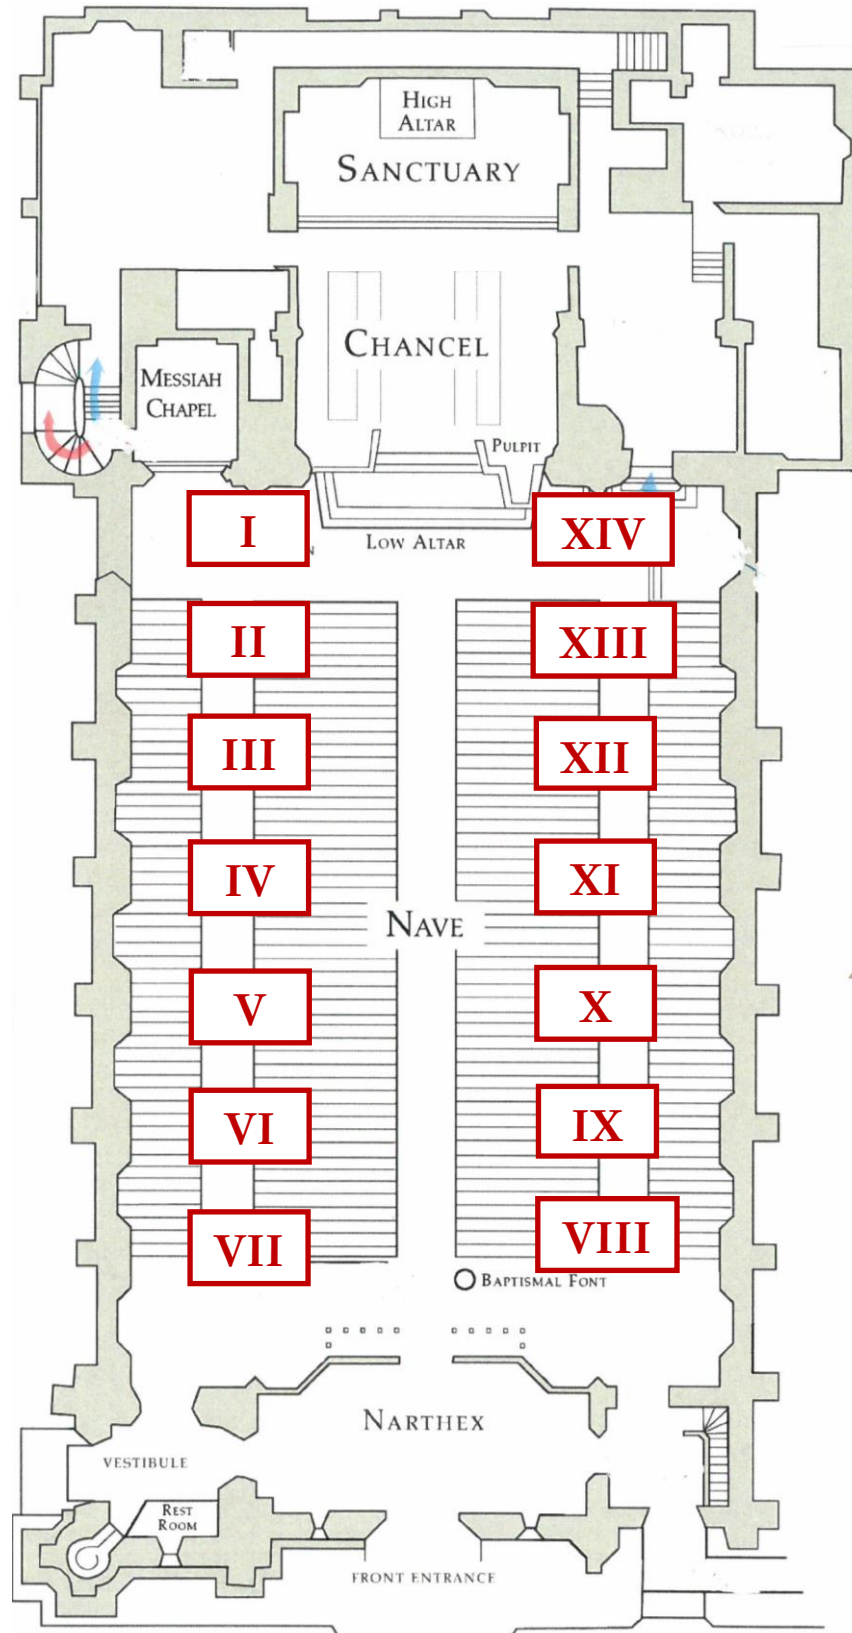 HIGH
ALTAR
SANCTUARY
CHANCEL
MESSIAH
CHAPEL
PULPIT
I
XIV
LOW ALTAR
II
XIII
III
XII
IV
XI
NAVE
V
X
VI
IX
VII
VIII
BAPTISMAL FONT
NARTHEX
VESTIBULE
REST
ROOM
FRONT ENTRANCE